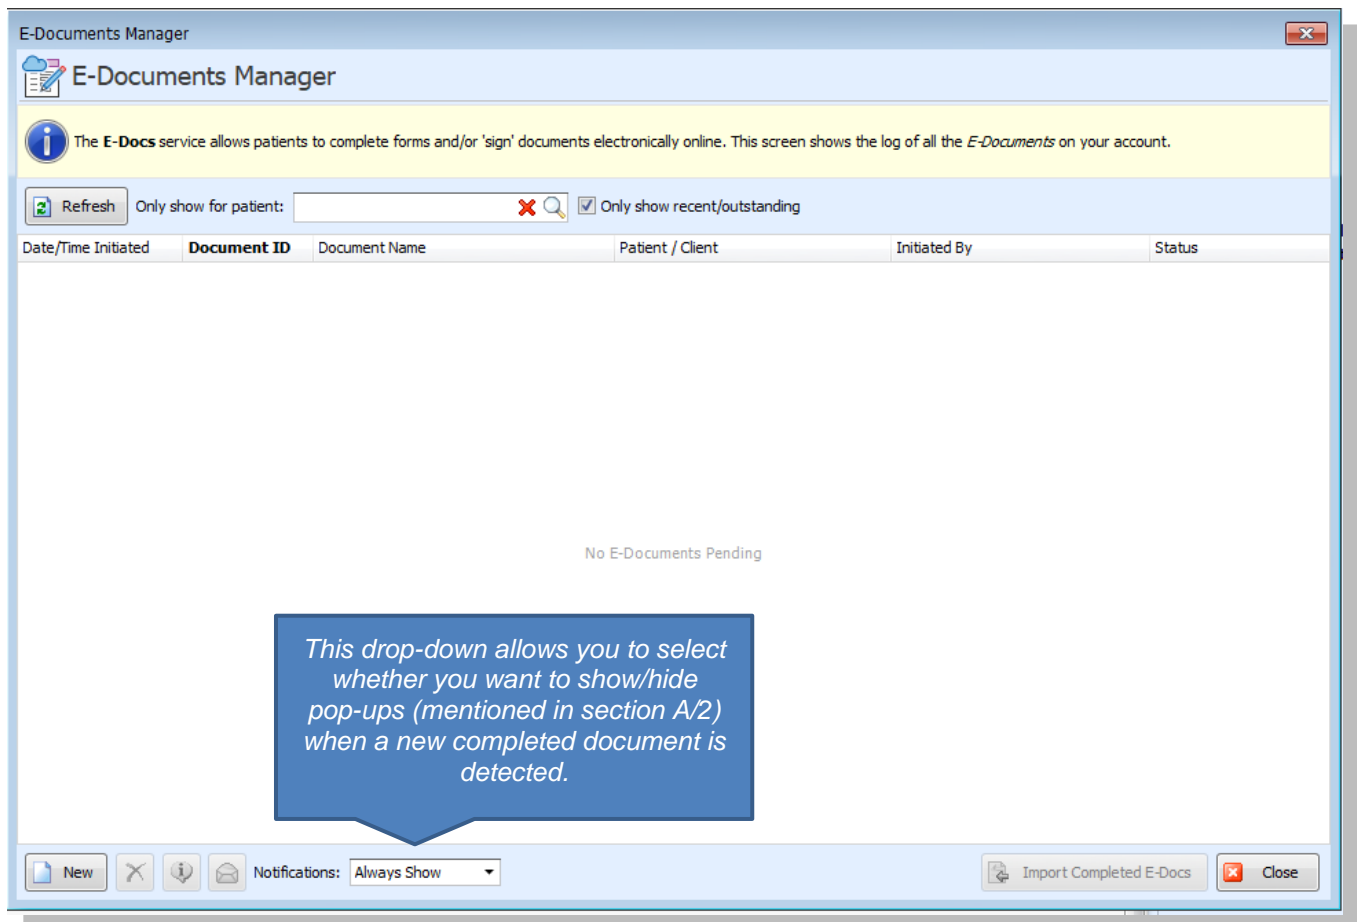 E-Documents Manager
E-Documents Manager
The E-Docs service allows patients to complete forms and/or 'sign' documents electronically online. This screen shows the log of all the E-Documents on your account.
Refresh Only show for patient: Only show recent/outstanding
Date/Time Initiated Document ID Document Name Patient / Client Initiated By Status
No E-Documents Pending
This drop-down allows you to select
whether you want to show/hide
pop-ups (mentioned in section A/2)
when a new completed document is
detected.
New Notifications: Always Show Import Completed E-Docs Close